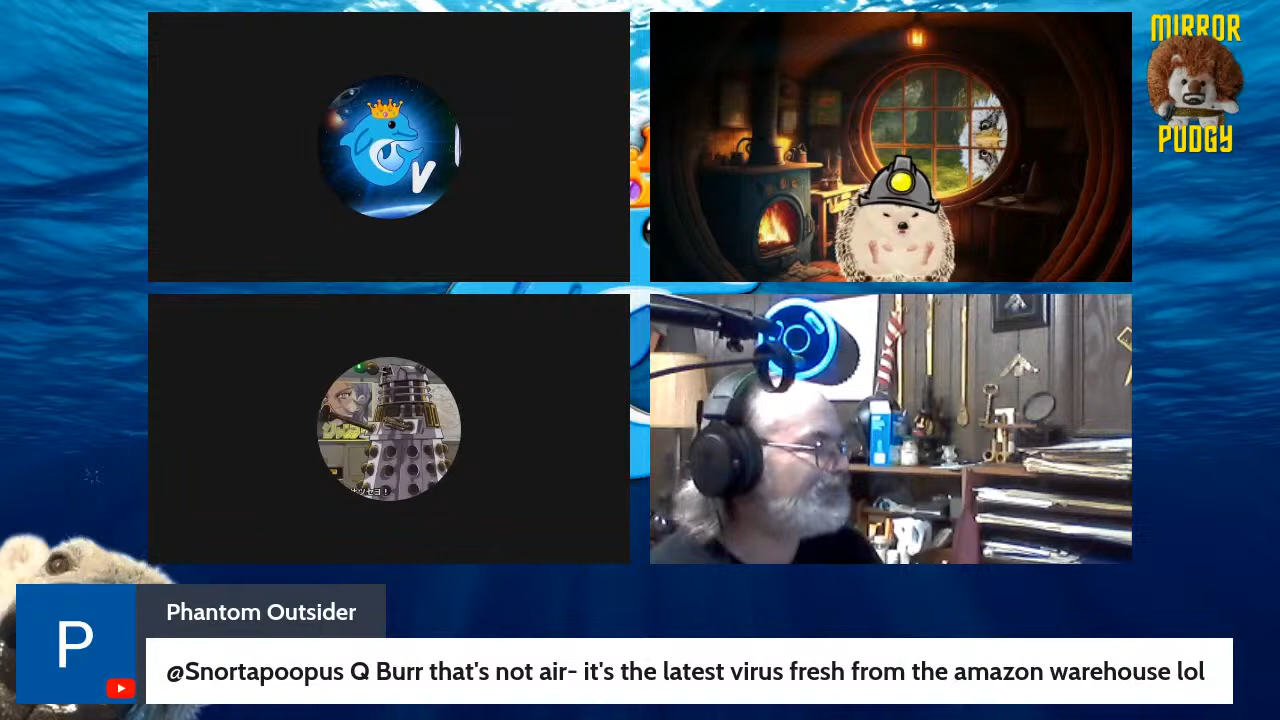 MIRROR
PUDGY
V
P
Phantom Outsider
@Snortapoopus Q Burr that's not air- it's the latest virus fresh from the amazon warehouse lol